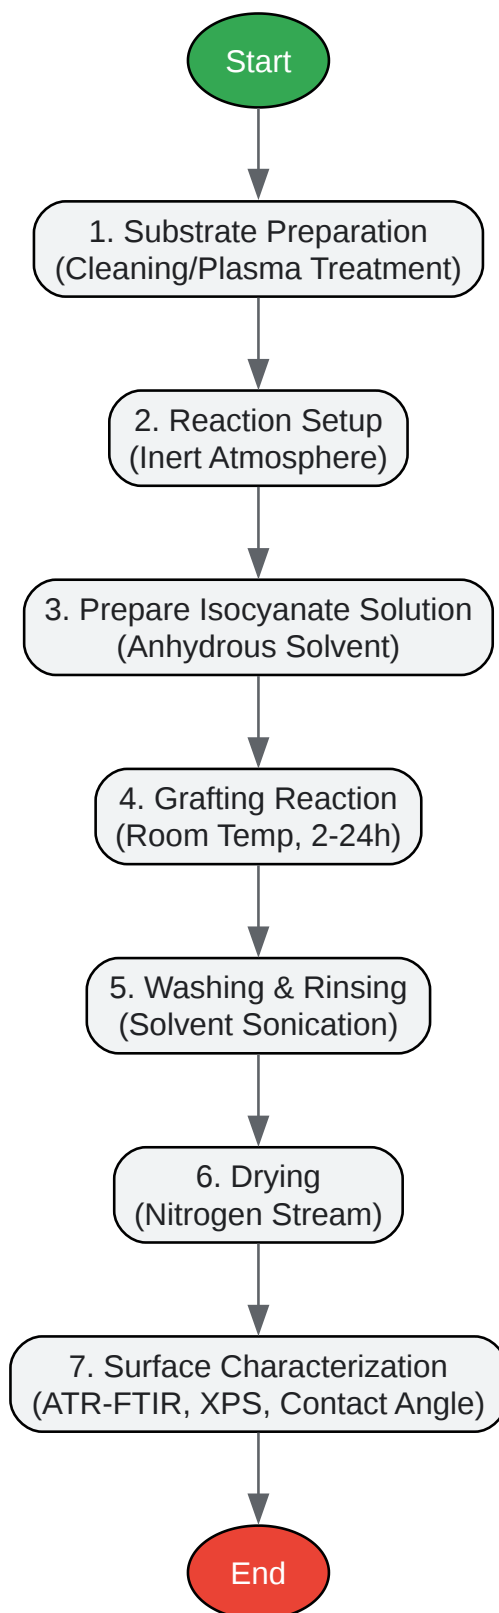 Start
1. Substrate Preparation
(Cleaning/Plasma Treatment)
2. Reaction Setup
(Inert Atmosphere)
3. Prepare Isocyanate Solution
(Anhydrous Solvent)
4. Grafting Reaction
(Room Temp, 2-24h)
5. Washing & Rinsing
(Solvent Sonication)
6. Drying
(Nitrogen Stream)
7. Surface Characterization
(ATR-FTIR, XPS, Contact Angle)
End